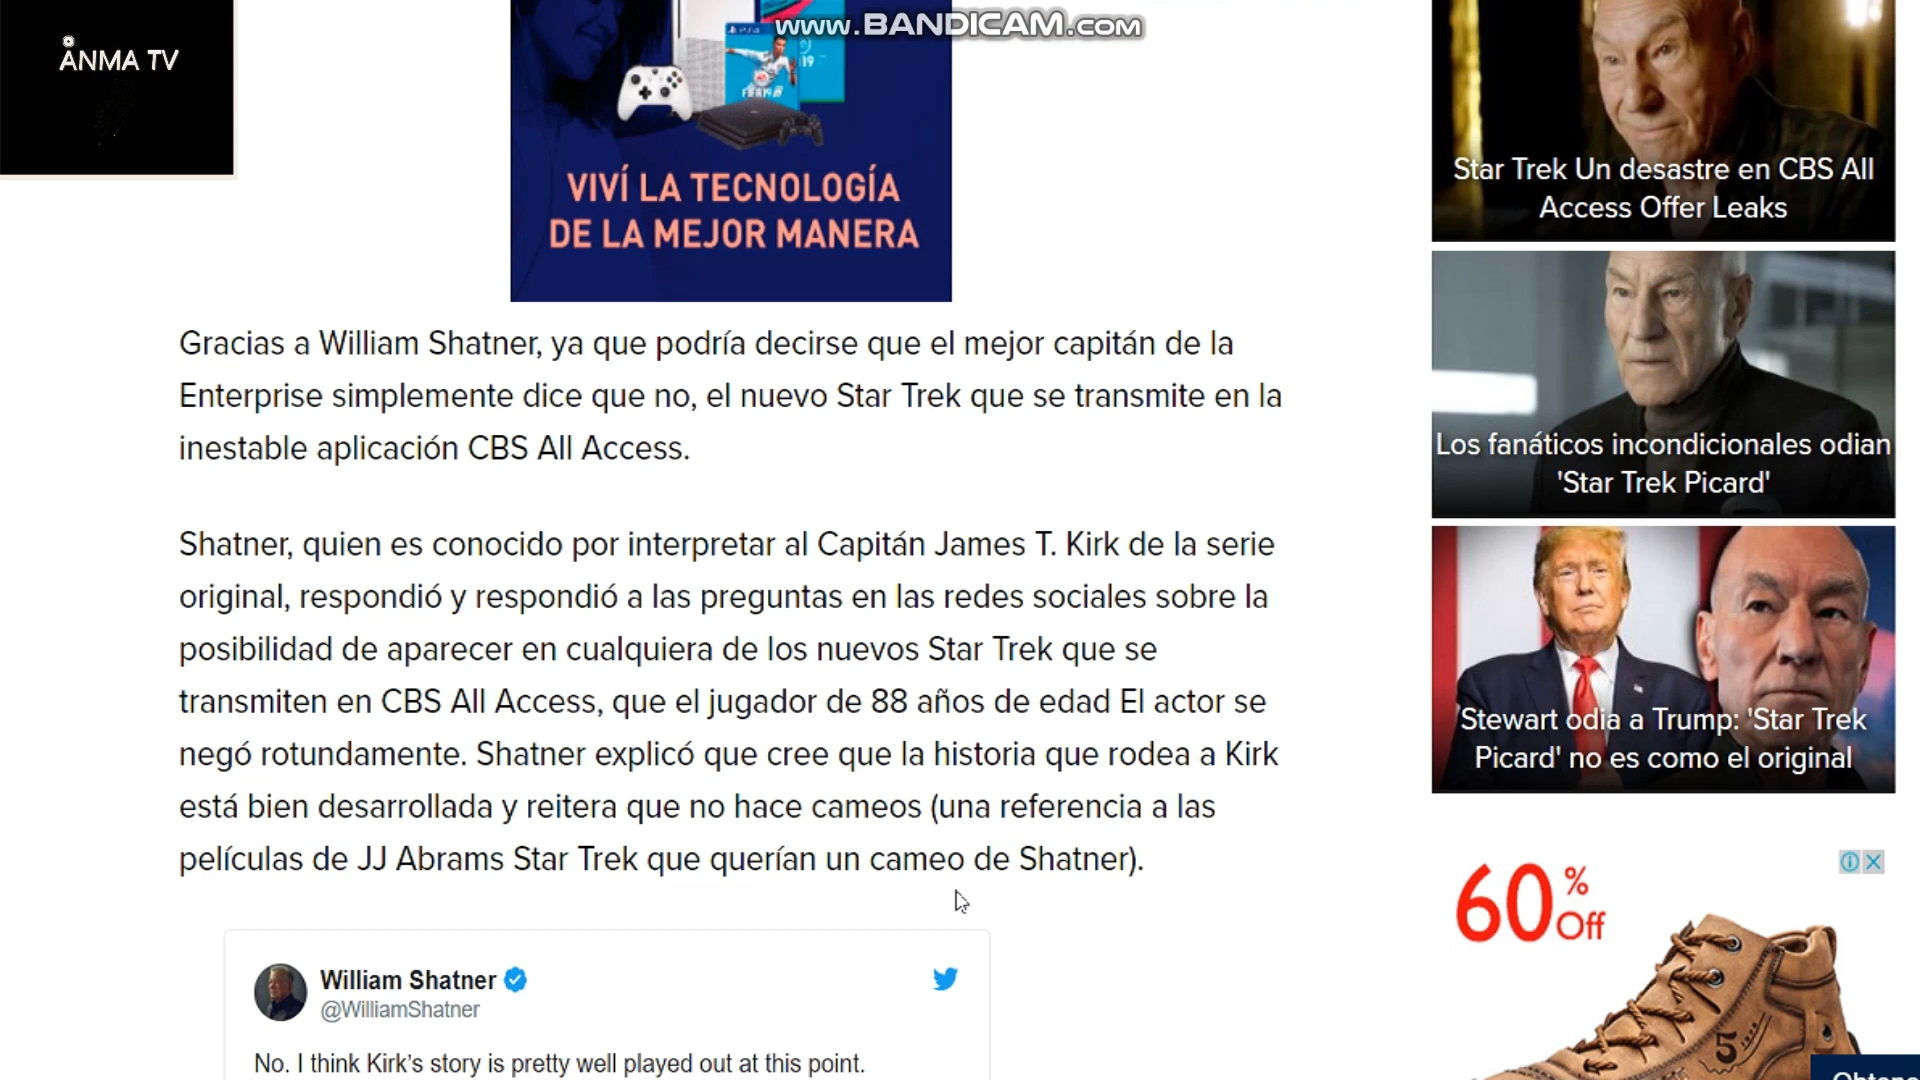 www.BANDICAM.com
ANMA TV
FIFA 19
VIVÍ LA TECNOLOGÍA
DE LA MEJOR MANERA
Gracias a William Shatner, ya que podría decirse que el mejor capitán de la
Enterprise simplemente dice que no, el nuevo Star Trek que se transmite en la
inestable aplicación CBS All Access.
Shatner, quien es conocido por interpretar al Capitán James T. Kirk de la serie
original, respondió y respondió a las preguntas en las redes sociales sobre la
posibilidad de aparecer en cualquiera de los nuevos Star Trek que se
transmiten en CBS All Access, que el jugador de 88 años de edad El actor se
negó rotundamente. Shatner explicó que cree que la historia que rodea a Kirk
está bien desarrollada y reitera que no hace cameos (una referencia a las
películas de JJ Abrams Star Trek que querían un cameo de Shatner).
William Shatner
@WilliamShatner
No. I think Kirk’s story is pretty well played out at this point.
Star Trek Un desastre en CBS All
Access Offer Leaks
Los fanáticos incondicionales odian
'Star Trek Picard'
Stewart odia a Trump: 'Star Trek
Picard' no es como el original
60% Off